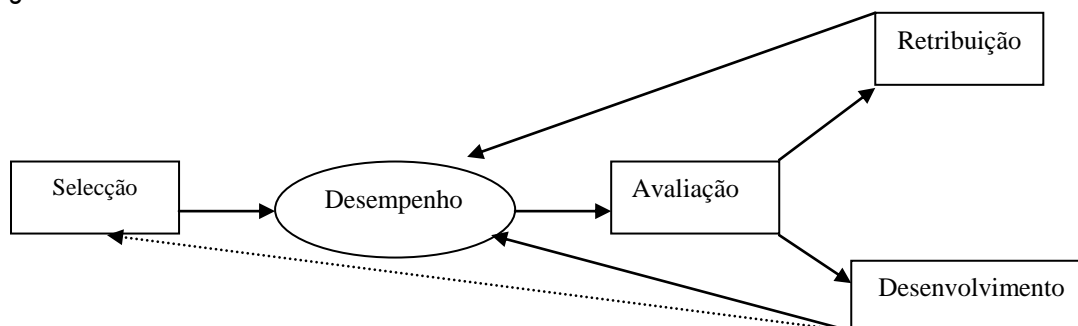 Retribuição
Selecção
Desempenho
Avaliação
Desenvolvimento